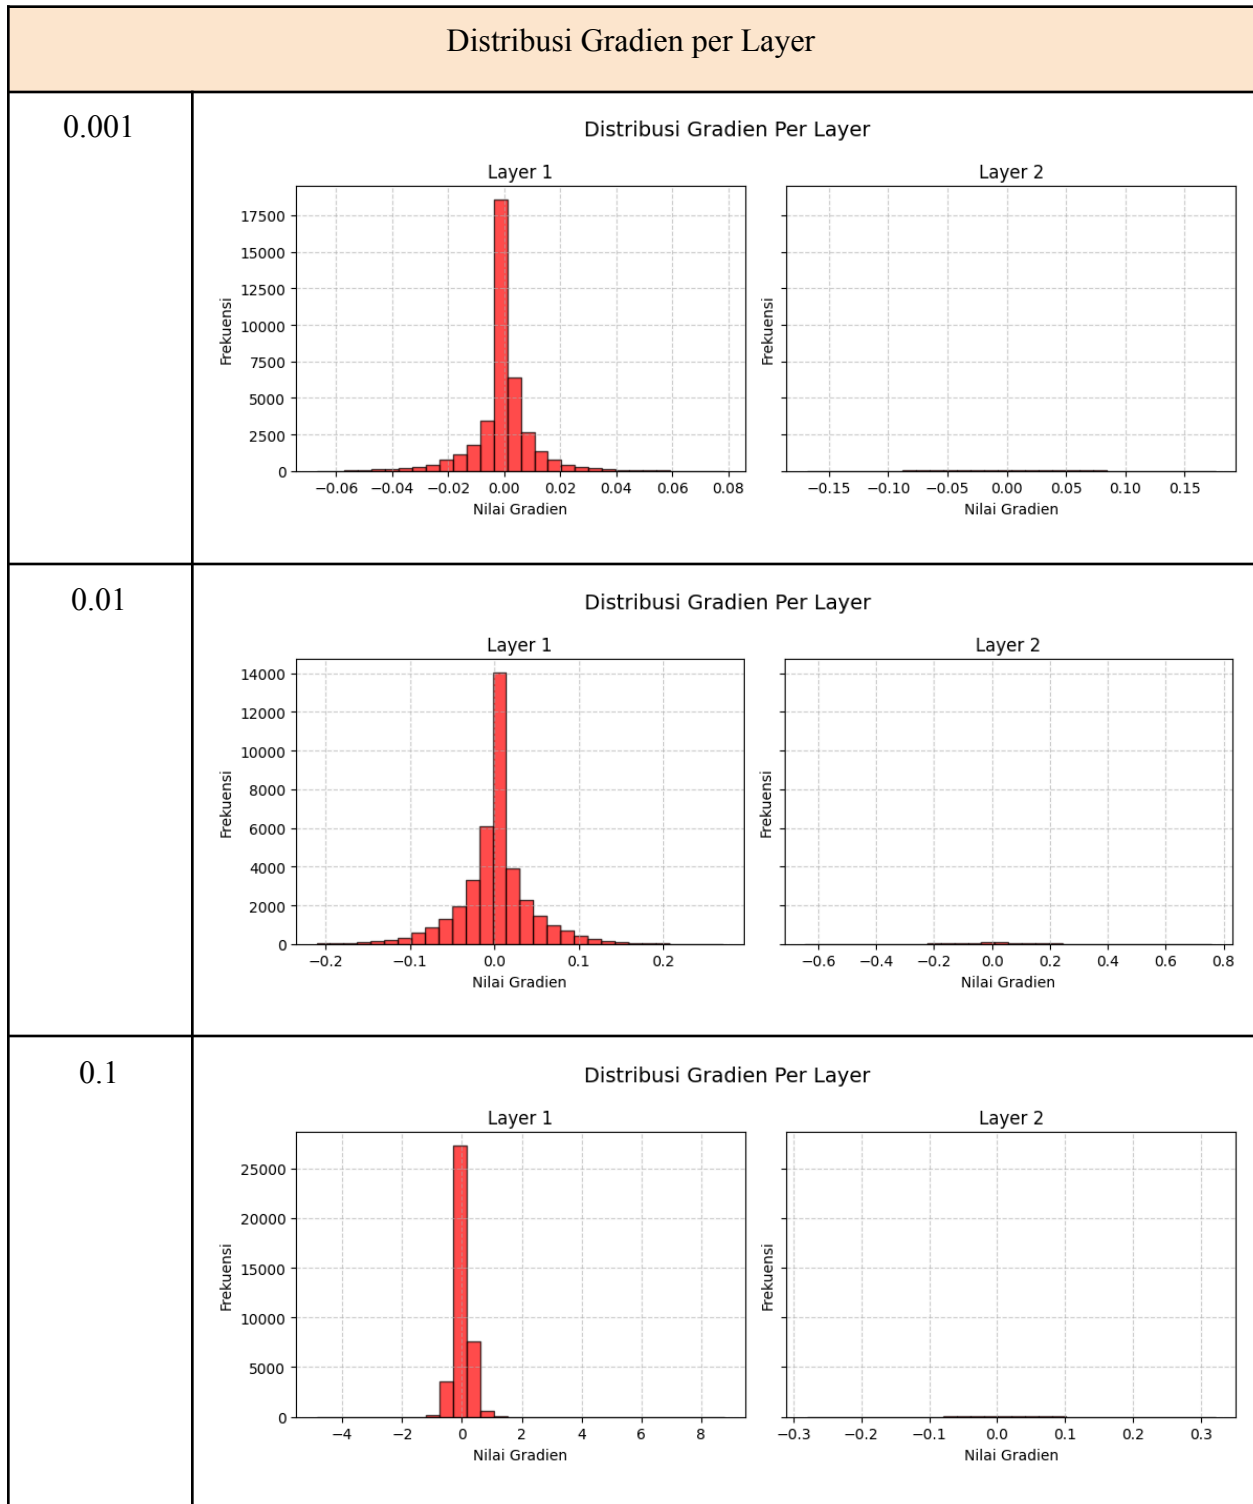 Distribusi Gradien per Layer
0.001
Distribusi Gradien Per Layer
Layer 1
Layer 2
17500
15000
12500
10000
7500
5000
2500
0
Frekuensi
Frekuensi
−0.06 −0.04 −0.02 0.00 0.02 0.04 0.06 0.08
−0.15 −0.10 −0.05 0.00 0.05 0.10 0.15
Nilai Gradien
Nilai Gradien
0.01
Distribusi Gradien Per Layer
Layer 1
Layer 2
14000
12000
10000
8000
6000
4000
2000
0
Frekuensi
Frekuensi
−0.2 −0.1 0.0 0.1 0.2
−0.6 −0.4 −0.2 0.0 0.2 0.4 0.6 0.8
Nilai Gradien
Nilai Gradien
0.1
Distribusi Gradien Per Layer
Layer 1
Layer 2
25000
20000
15000
10000
5000
0
Frekuensi
Frekuensi
−4 −2 0 2 4 6 8
−0.3 −0.2 −0.1 0.0 0.1 0.2 0.3
Nilai Gradien
Nilai Gradien